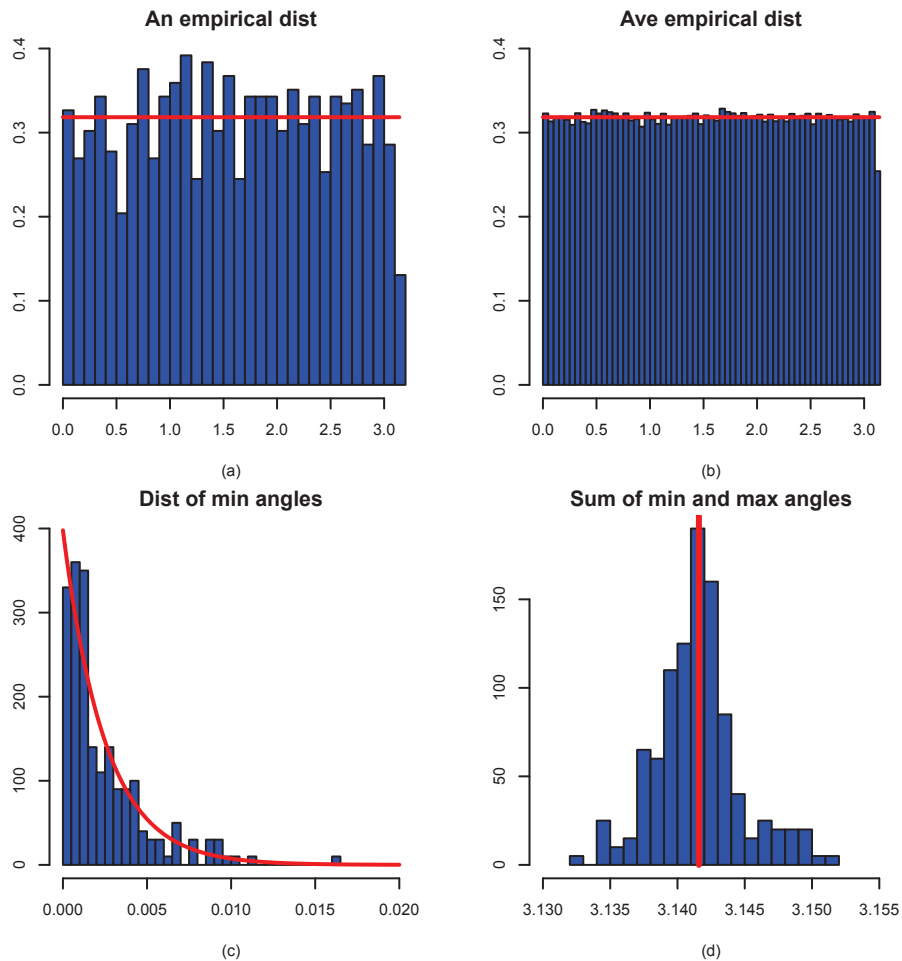 An empirical dist
0.4
0.3
0.2
0.1
0.0
0.0 0.5 1.0 1.5 2.0 2.5 3.0
(a)
Ave empirical dist
0.4
0.3
0.2
0.1
0.0
0.0 0.5 1.0 1.5 2.0 2.5 3.0
(b)
Dist of min angles
400
300
200
100
0
0.000 0.005 0.010 0.015 0.020
(c)
Sum of min and max angles
150
100
50
0
3.130 3.135 3.140 3.145 3.150 3.155
(d)